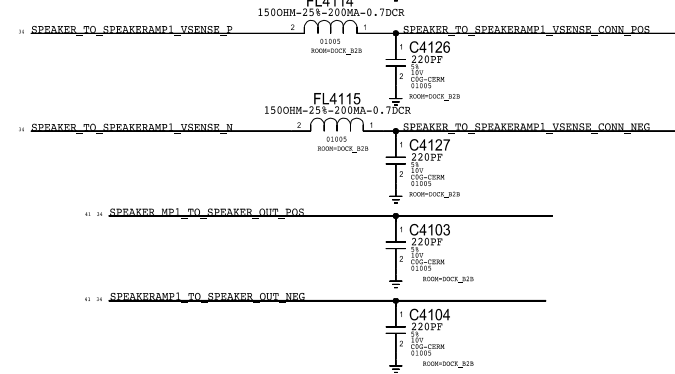 FL4114
150OHM-25%-200MA-0.7DCR
34 SPEAKER_TO_SPEAKERAMP1_VSENSE_P 2 1 SPEAKER_TO_SPEAKERAMP1_VSENSE_CONN_POS
01005
ROOM=DOCK_B2B
1 C4126
220PF
5%
2 10V
C0G-CERM
01005
ROOM=DOCK_B2B
FL4115
150OHM-25%-200MA-0.7DCR
34 SPEAKER_TO_SPEAKERAMP1_VSENSE_N 2 1 SPEAKER_TO_SPEAKERAMP1_VSENSE_CONN_NEG
01005
ROOM=DOCK_B2B
1 C4127
220PF
5%
2 10V
C0G-CERM
01005
ROOM=DOCK_B2B
41 34 SPEAKER MP1_TO_SPEAKER_OUT_POS
1 C4103
220PF
5%
2 10V
C0G-CERM
01005
ROOM=DOCK_B2B
41 34 SPEAKERAMP1_TO_SPEAKER_OUT_NEG
1 C4104
220PF
5%
2 10V
C0G-CERM
01005
ROOM=DOCK_B2B